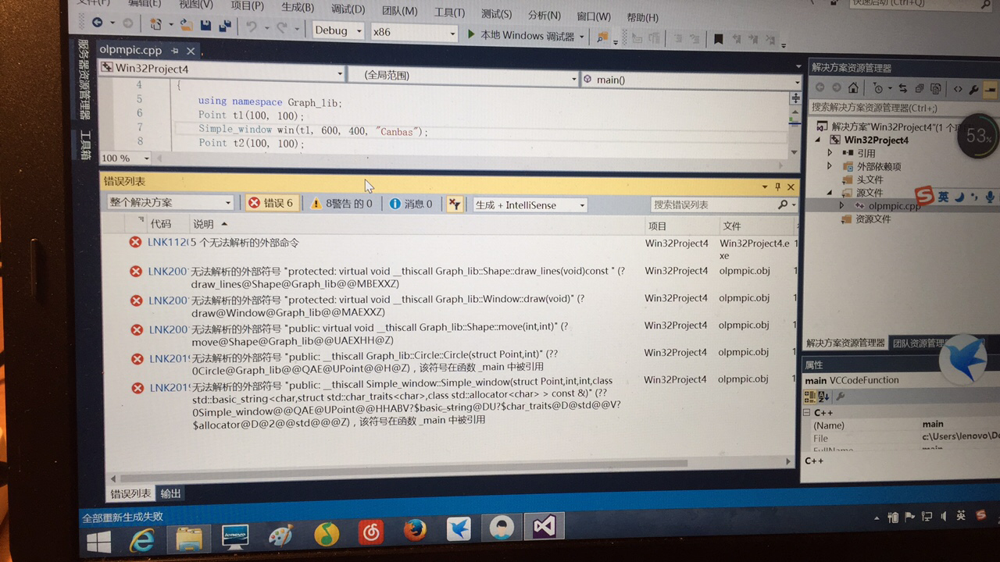 文件(F) 编辑(E) 视图(V) 项目(P) 生成(B) 调试(D) 团队(M) 工具(T) 测试(S) 分析(N) 窗口(W) 帮助(H)
快速启动 (Ctrl+Q)
Debug x86 本地 Windows 调试器
服务器资源管理器
工具箱
olpmpic.cpp
Win32Project4 (全局范围) main()
4 {
5 using namespace Graph_lib;
6 Point t1(100, 100);
7 Simple_window win(t1, 600, 400, "Canbas");
8 Point t2(100, 100);
100 %
错误列表
整个解决方案 错误 6 8警告 的 0 消息 0 生成 + IntelliSense 搜索错误列表
代码 说明 项目 文件
LNK112 5 个无法解析的外部命令 Win32Project4 Win32Project4.e 1
xe
LNK200 无法解析的外部符号 "protected: virtual void __thiscall Graph_lib::Shape::draw_lines(void)const " (? Win32Project4 olpmpic.obj 1
draw_lines@Shape@Graph_lib@@MBEXXZ)
LNK200 无法解析的外部符号 "protected: virtual void __thiscall Graph_lib::Window::draw(void)" (? Win32Project4 olpmpic.obj 1
draw@Window@Graph_lib@@MAEXXZ)
LNK200 无法解析的外部符号 "public: virtual void __thiscall Graph_lib::Shape::move(int,int)" (? Win32Project4 olpmpic.obj 1
move@Shape@Graph_lib@@UAEXHH@Z)
LNK201 无法解析的外部符号 "public: __thiscall Graph_lib::Circle::Circle(struct Point,int)" (?? Win32Project4 olpmpic.obj 1
0Circle@Graph_lib@@QAE@UPoint@@H@Z)，该符号在函数 _main 中被引用
LNK201 无法解析的外部符号 "public: __thiscall Simple_window::Simple_window(struct Point,int,int,class Win32Project4 olpmpic.obj 1
std::basic_string<char,struct std::char_traits<char>,class std::allocator<char> > const &)" (??
0Simple_window@@QAE@UPoint@@HHABV?$basic_string@DU?$char_traits@D@std@@V?
$allocator@D@2@@std@@@Z)，该符号在函数 _main 中被引用
错误列表 输出
全部重新生成失败
解决方案资源管理器
搜索解决方案资源管理器(Ctrl+;)
解决方案"Win32Project4"(1 个
Win32Project4
引用
外部依赖项
头文件
源文件
olpmpic.cpp
资源文件
53%
S 英
解决方案资源管理器 团队资源管理
属性
main VCCodeFunction
C++
(Name) main
File c:\Users\lenovo\Do
FullName main
C++
lenovo
英